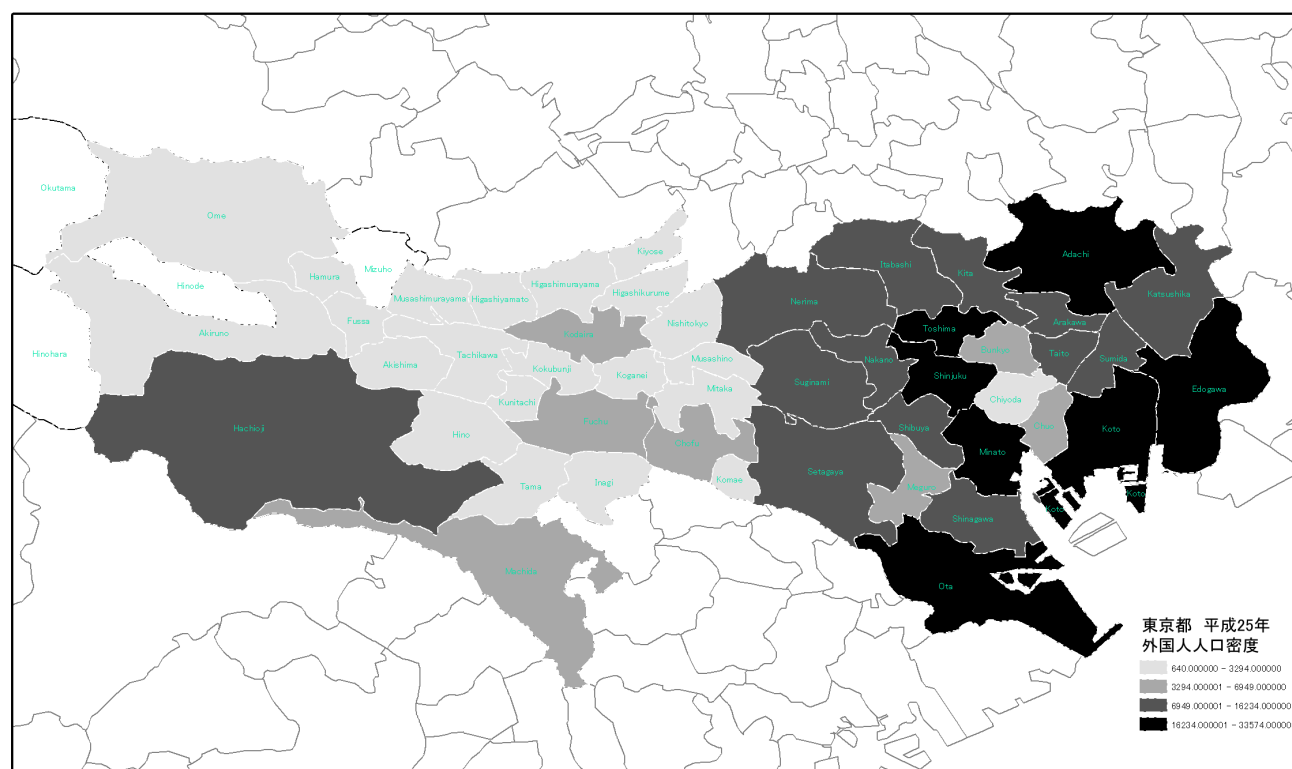 Okutama
Ome
Kiyose
Adachi
Itabashi
Kita
Mizuho
Hamura
Hinode
Higashimurayama
Higashikurume
Katsushika
Musashimurayama
Higashiyamato
Nerima
Fussa
Nishitokyo
Arakawa
Akiruno
Kodaira
Toshima
Bunkyo
Taito
Sumida
Hinohara
Tachikawa
Musashino
Nakano
Akishima
Kokubunji
Koganei
Shinjuku
Suginami
Mitaka
Edogawa
Chiyoda
Kunitachi
Fuchu
Chuo
Hachioji
Hino
Shibuya
Koto
Chofu
Minato
Setagaya
Komae
Tama
Inagi
Meguro
Koto
Koto
Shinagawa
Machida
Ota
東京都 平成25年
外国人人口密度
640.000000 - 3294.000000
3294.000001 - 6949.000000
6949.000001 - 16234.000000
16234.000001 - 33574.000000